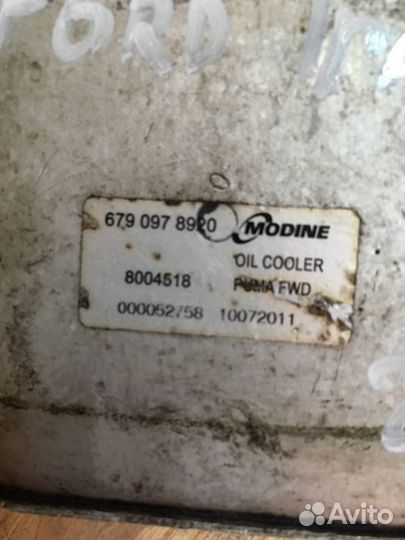 FORD
679 097 8920 MODINE
OIL COOLER
8004518 PUMA FWD
000052758 10072011
Avito